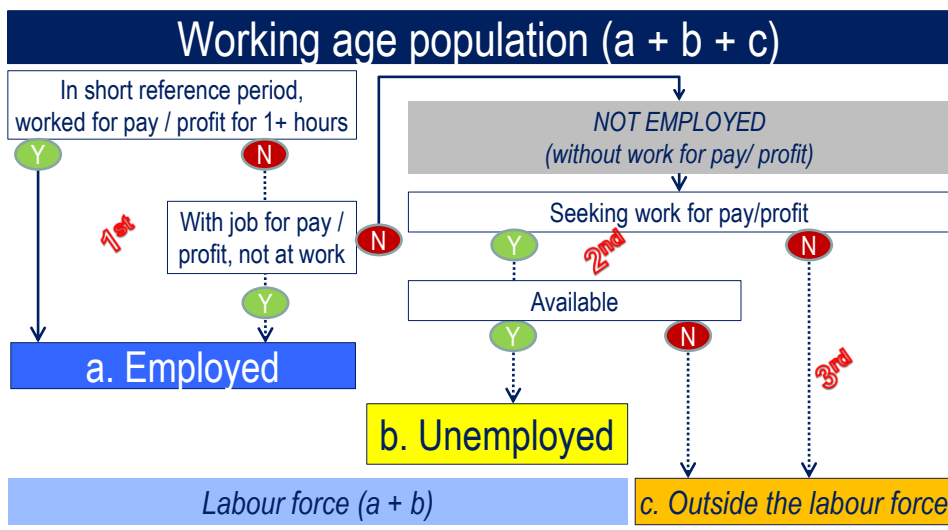 Working age population (a + b + c)
In short reference period,
worked for pay / profit for 1+ hours
Y
N
1st
With job for pay /
profit, not at work
N
Y
a. Employed
NOT EMPLOYED
(without work for pay/ profit)
Seeking work for pay/profit
Y
2nd
N
Available
Y
N
3rd
b. Unemployed
Labour force (a + b)
c. Outside the labour force